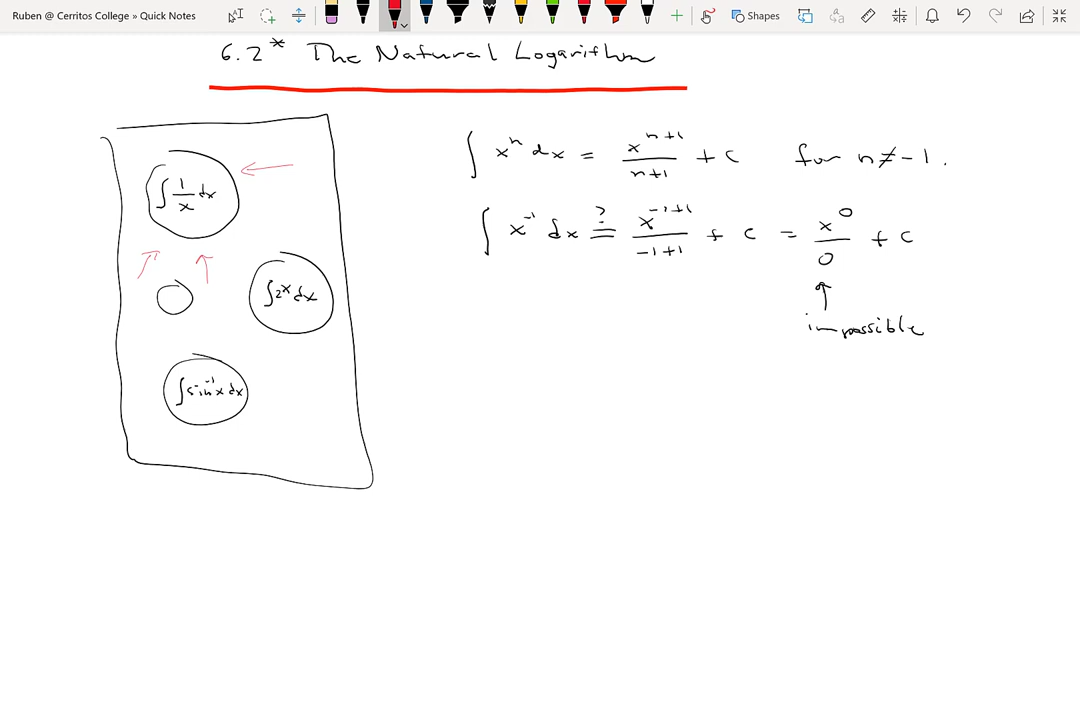 Ruben @ Cerritos College » Quick Notes
Shapes
6.2* The Natural Logarithm
∫ 1/x dx
∫ 2^x dx
∫ sin^-1 x dx
∫ x^n dx = x^(n+1)/(n+1) + C for n ≠ -1.
∫ x^-1 dx ≟ x^(-1+1)/(-1+1) + C = x^0/0 + C
impossible